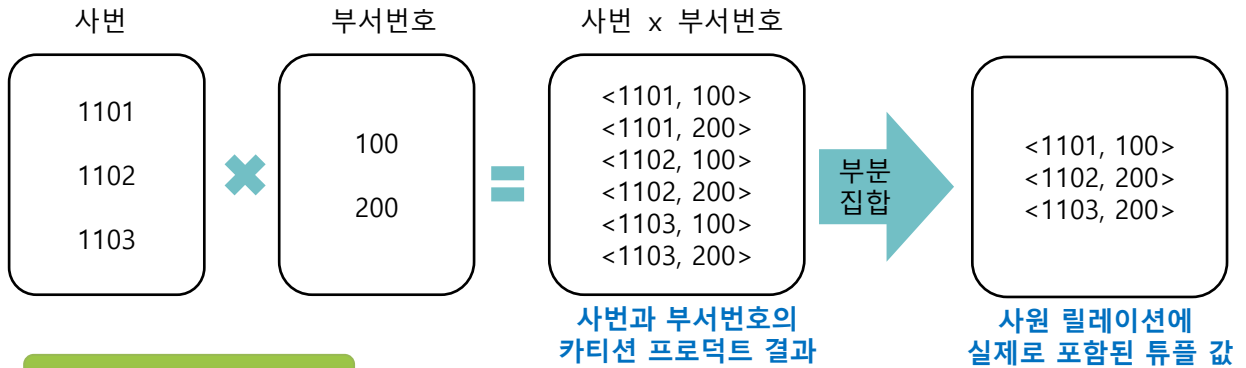 사번
부서번호
사번 x 부서번호
1101
1102
1103
100
200
<1101, 100>
<1101, 200>
<1102, 100>
<1102, 200>
<1103, 100>
<1103, 200>
부분
집합
<1101, 100>
<1102, 200>
<1103, 200>
사번과 부서번호의
카티션 프로덕트 결과
사원 릴레이션에
실제로 포함된 튜플 값